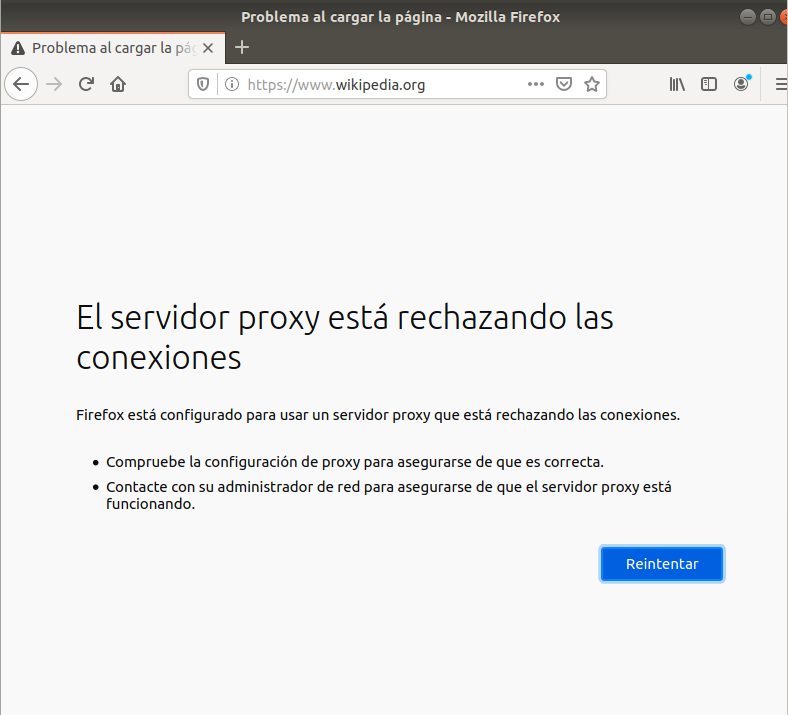 Problema al cargar la página - Mozilla Firefox
Problema al cargar la pág
https://www.wikipedia.org
El servidor proxy está rechazando las
conexiones
Firefox está configurado para usar un servidor proxy que está rechazando las conexiones.
Compruebe la configuración de proxy para asegurarse de que es correcta.
Contacte con su administrador de red para asegurarse de que el servidor proxy está
funcionando.
Reintentar